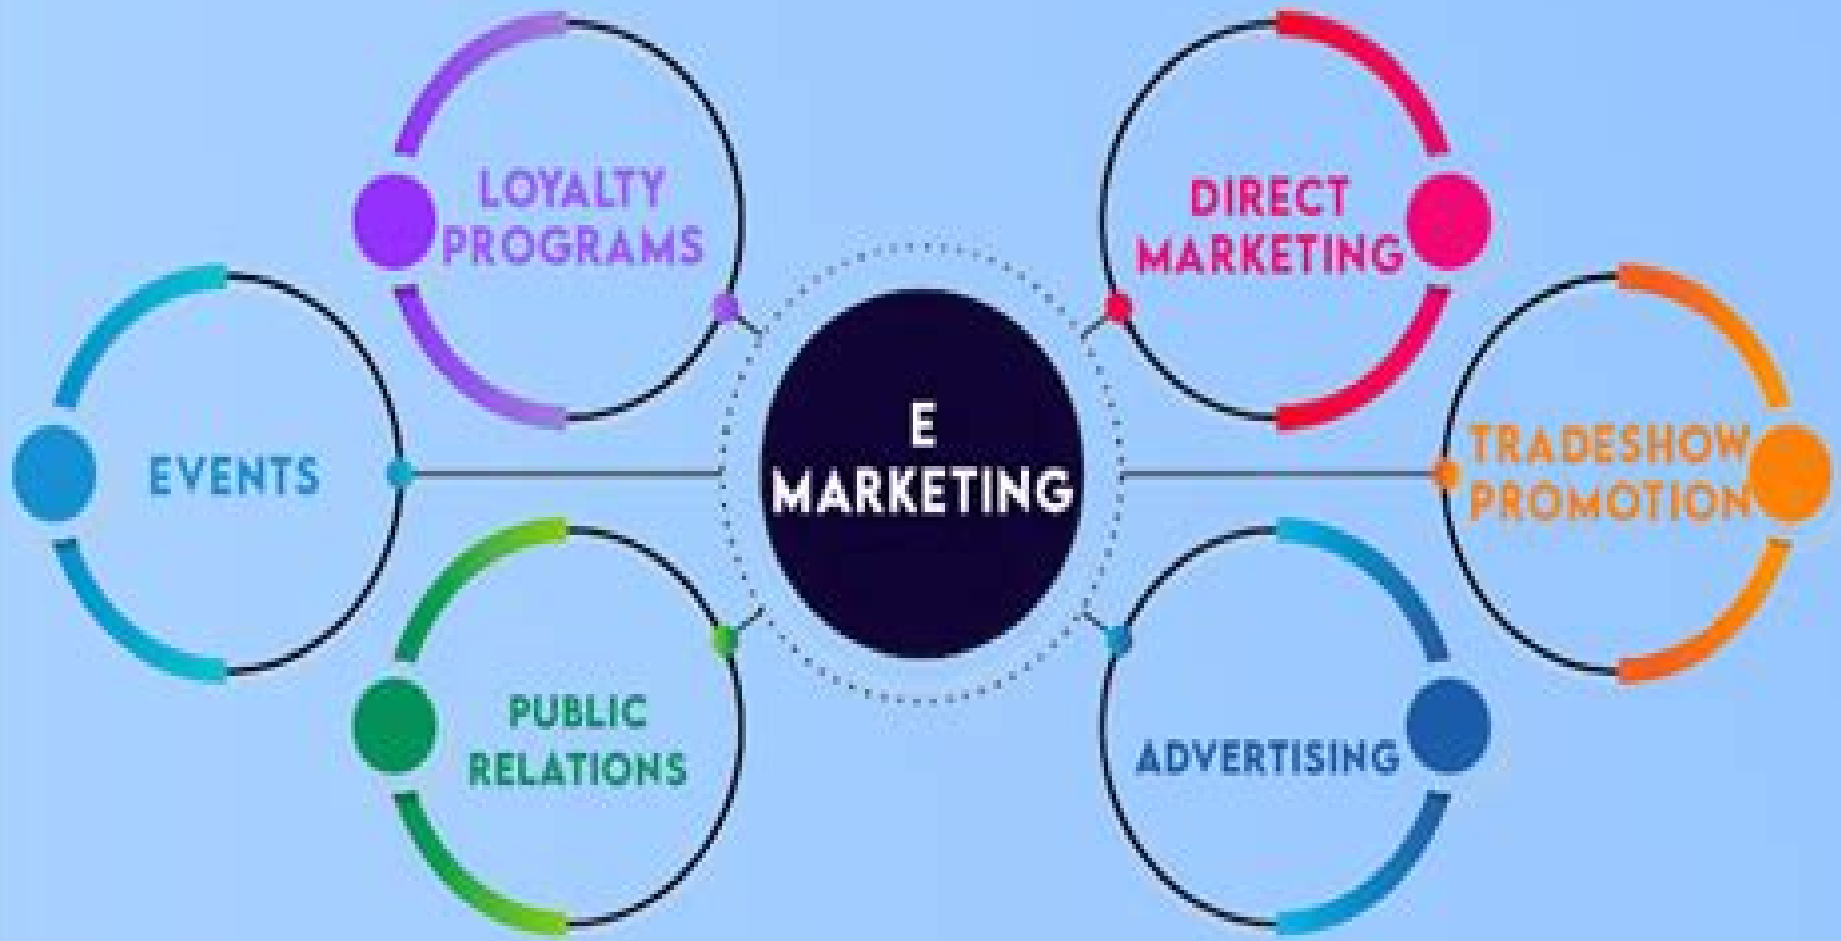 LOYALTY
PROGRAMS
DIRECT
MARKETING
EVENTS
E
MARKETING
TRADESHOW
PROMOTION
PUBLIC
RELATIONS
ADVERTISING